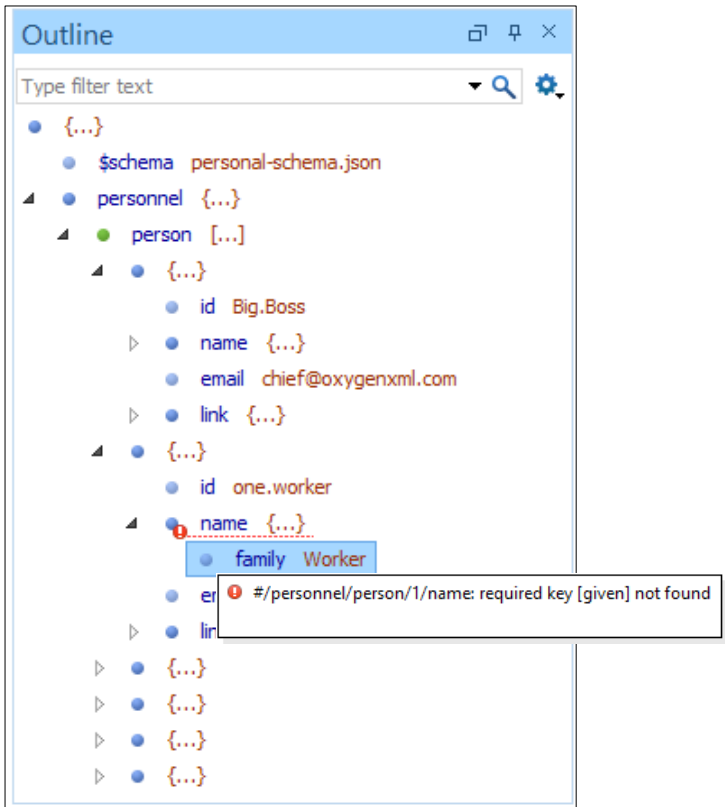 Outline
Type filter text
{...}
$schema personal-schema.json
personnel {...}
person [...]
{...}
id Big.Boss
name {...}
email chief@oxygenxml.com
link {...}
{...}
id one.worker
name {...}
family Worker
#/personnel/person/1/name: required key [given] not found
{...}
{...}
{...}
{...}